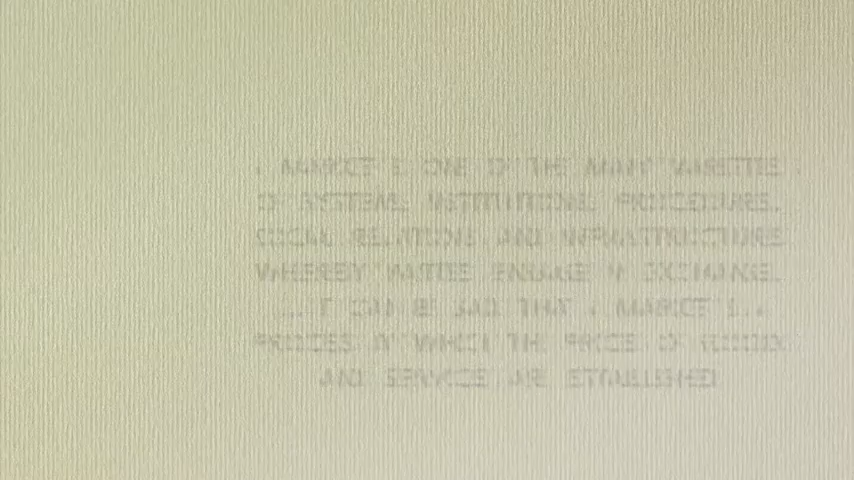 A MARKET IS ONE OF THE MANY VARIETIES
OF SYSTEMS, INSTITUTIONS, PROCEDURES,
SOCIAL RELATIONS AND INFRASTRUCTURES
WHEREBY PARTIES ENGAGE IN EXCHANGE.
IT CAN BE SAID THAT A MARKET IS
PROCESS BY WHICH THE PRICES OF GOODS
AND SERVICES ARE ESTABLISHED